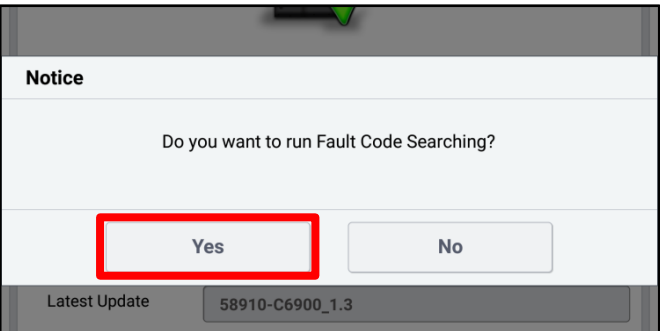 Notice
Do you want to run Fault Code Searching?
Yes No
Latest Update 58910-C6900_1.3